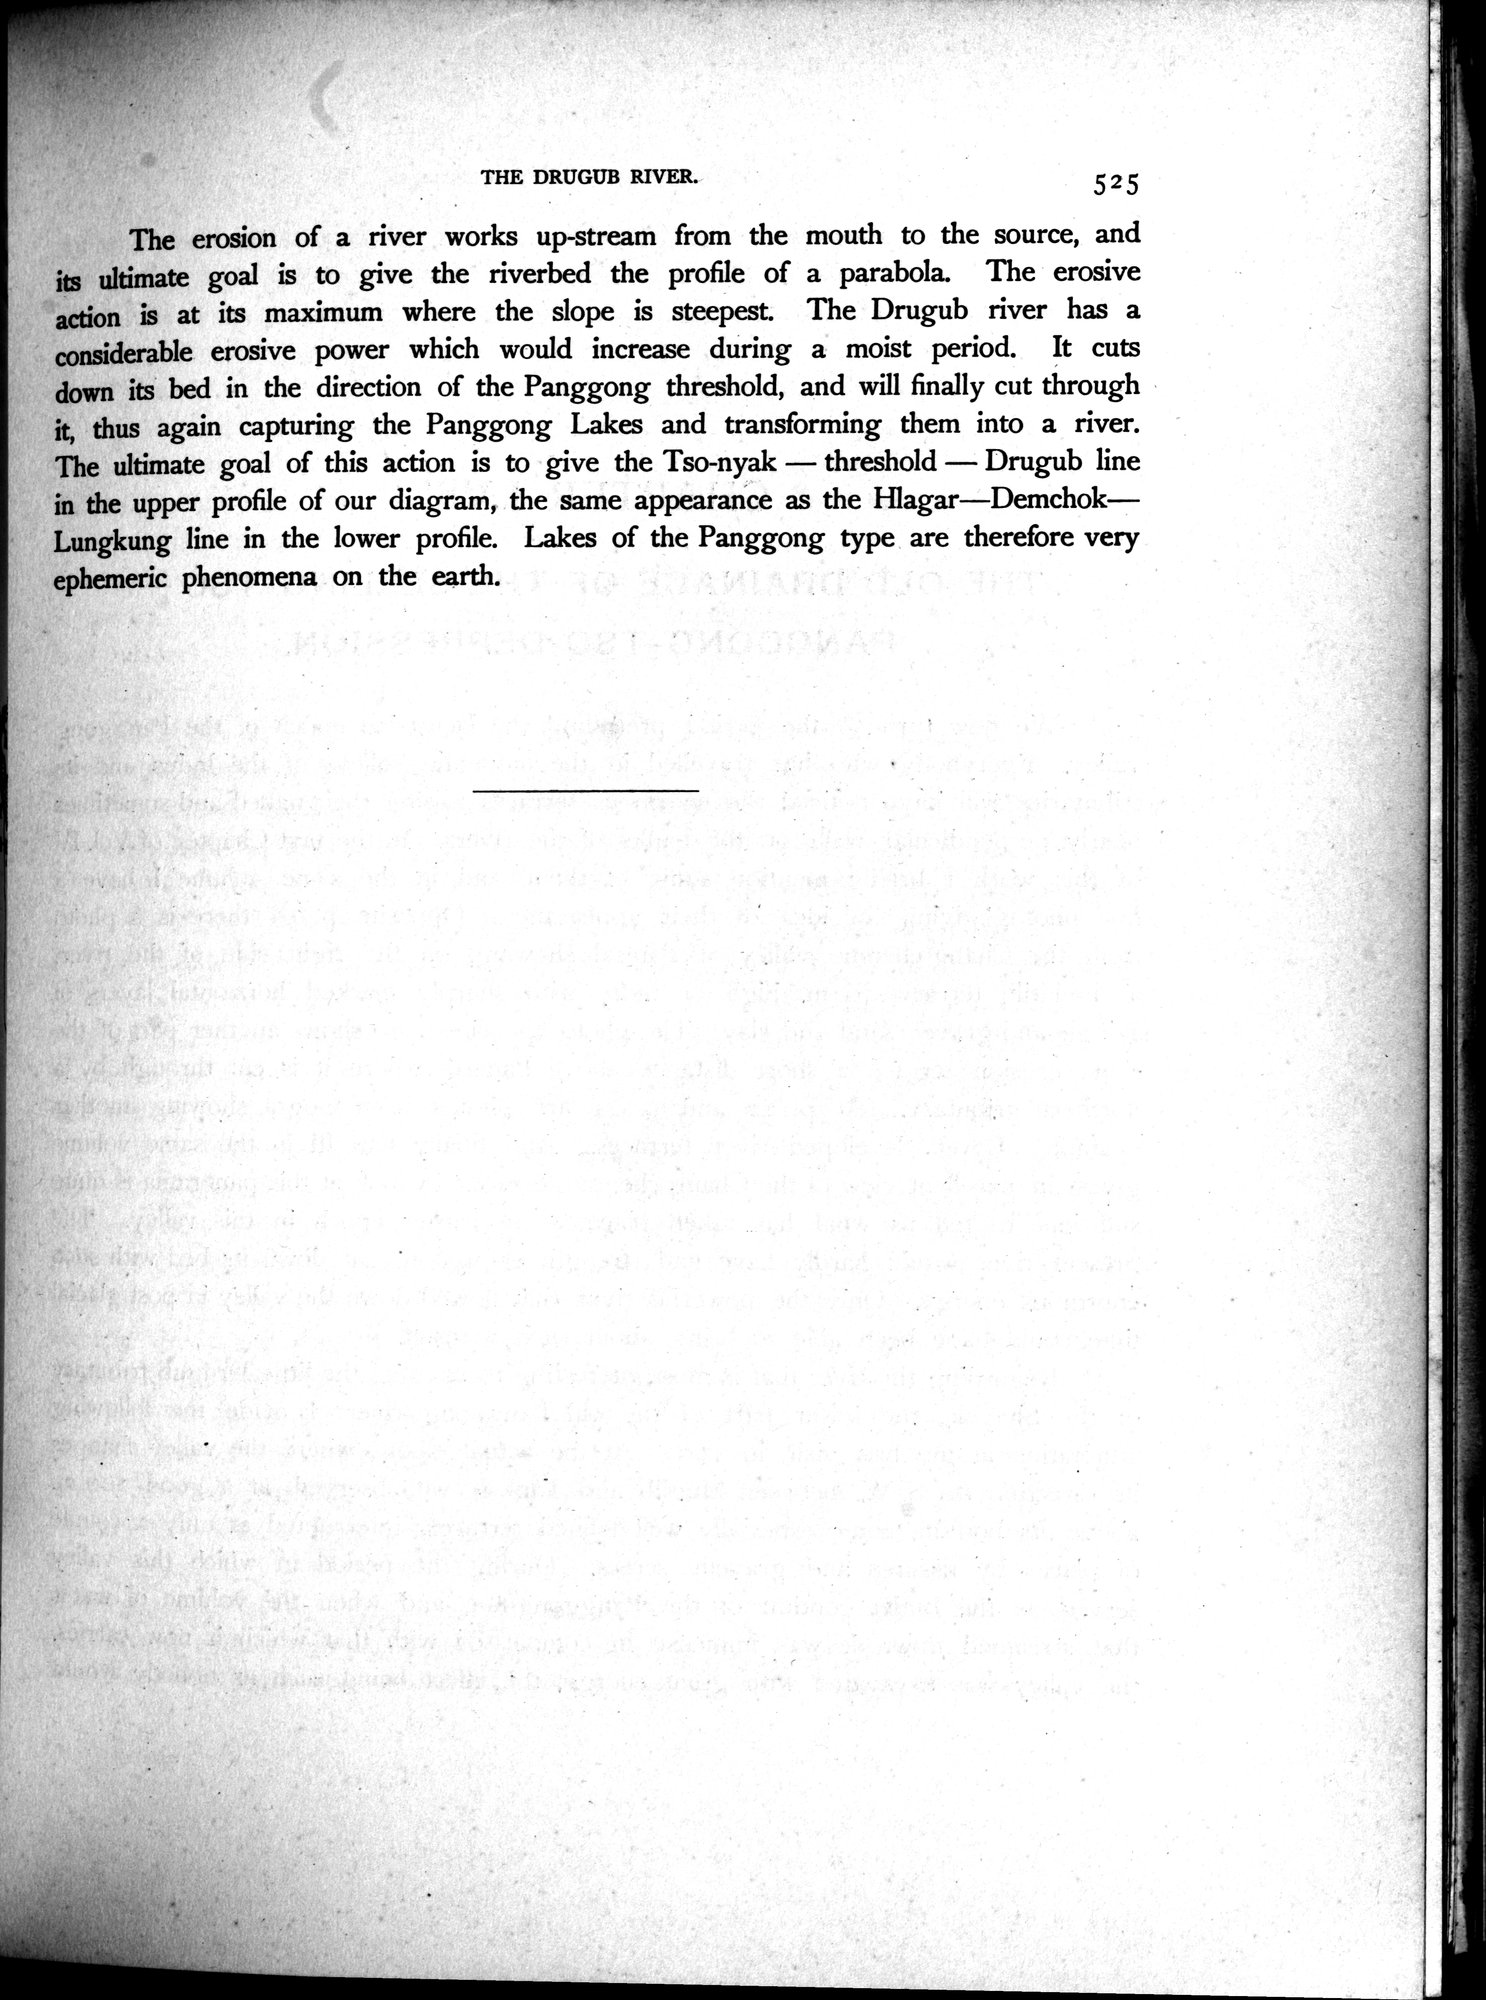 THE DRUGUB RIVER. 525
The erosion of a river works up-stream from the mouth to the source, and
its ultimate goal is to give the riverbed the profile of a parabola. The erosive
action is at its maximum where the slope is steepest. The Drugub river has a
considerable erosive power which would increase during a moist period. It cuts
down its bed in the direction of the Panggong threshold, and will finally cut through
it, thus again capturing the Panggong Lakes and transforming them into a river.
The ultimate goal of this action is to give the Tso-nyak — threshold — Drugub line
in the upper profile of our diagram, the same appearance as the Hlagar—Demchok—
Lungkung line in the lower profile. Lakes of the Panggong type are therefore very
ephemeric phenomena on the earth.